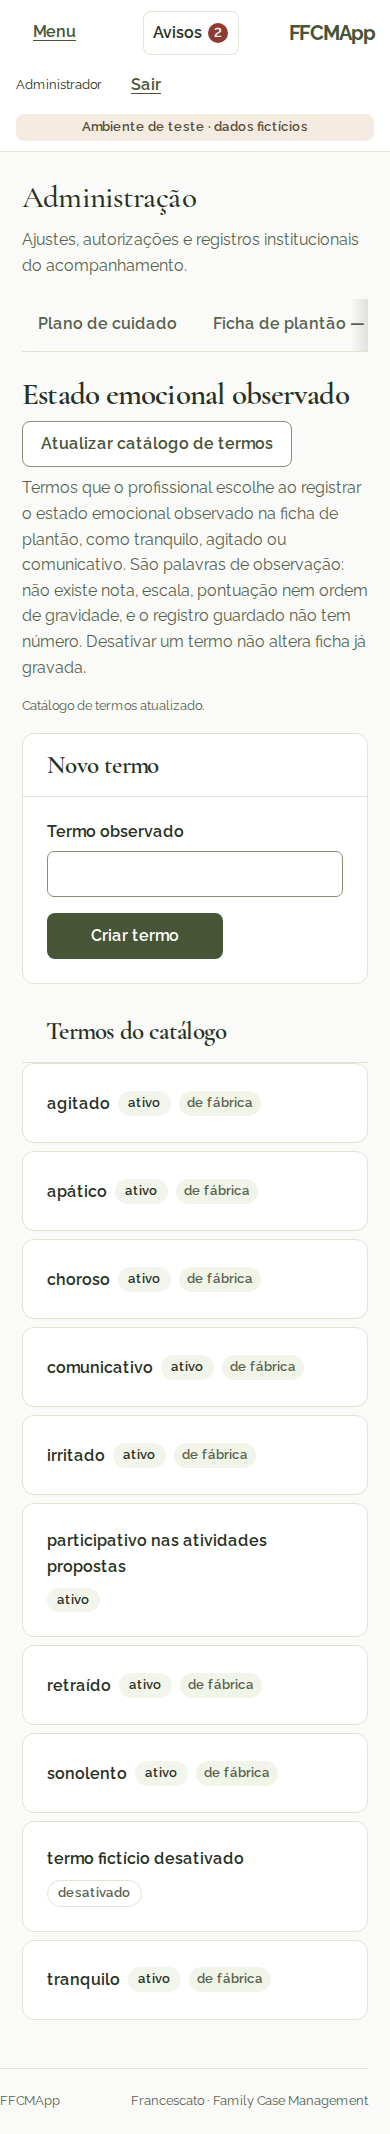 Menu
Avisos 2
FFCMApp
Administrador
Sair
Ambiente de teste · dados fictícios
Administração
Ajustes, autorizações e registros institucionais
do acompanhamento.
Plano de cuidado
Ficha de plantão —
Estado emocional observado
Atualizar catálogo de termos
Termos que o profissional escolhe ao registrar
o estado emocional observado na ficha de
plantão, como tranquilo, agitado ou
comunicativo. São palavras de observação:
não existe nota, escala, pontuação nem ordem
de gravidade, e o registro guardado não tem
número. Desativar um termo não altera ficha já
gravada.
Catálogo de termos atualizado.
Novo termo
Termo observado
Criar termo
Termos do catálogo
agitado ativo de fábrica
apático ativo de fábrica
choroso ativo de fábrica
comunicativo ativo de fábrica
irritado ativo de fábrica
participativo nas atividades
propostas
ativo
retraído ativo de fábrica
sonolento ativo de fábrica
termo fictício desativado
desativado
tranquilo ativo de fábrica
FFCMApp
Francescato · Family Case Management